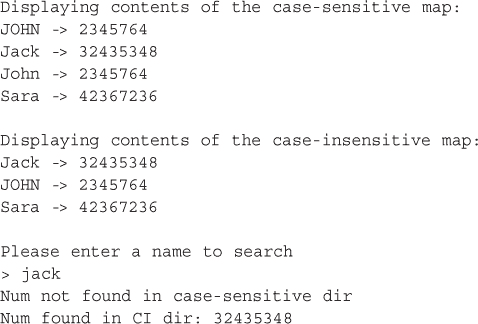 Displaying contents of the case-sensitive map:
JOHN -> 2345764
Jack -> 32435348
John -> 2345764
Sara -> 42367236
Displaying contents of the case-insensitive map:
Jack -> 32435348
JOHN -> 2345764
Sara -> 42367236
Please enter a name to search
> jack
Num not found in case-sensitive dir
Num found in CI dir: 32435348